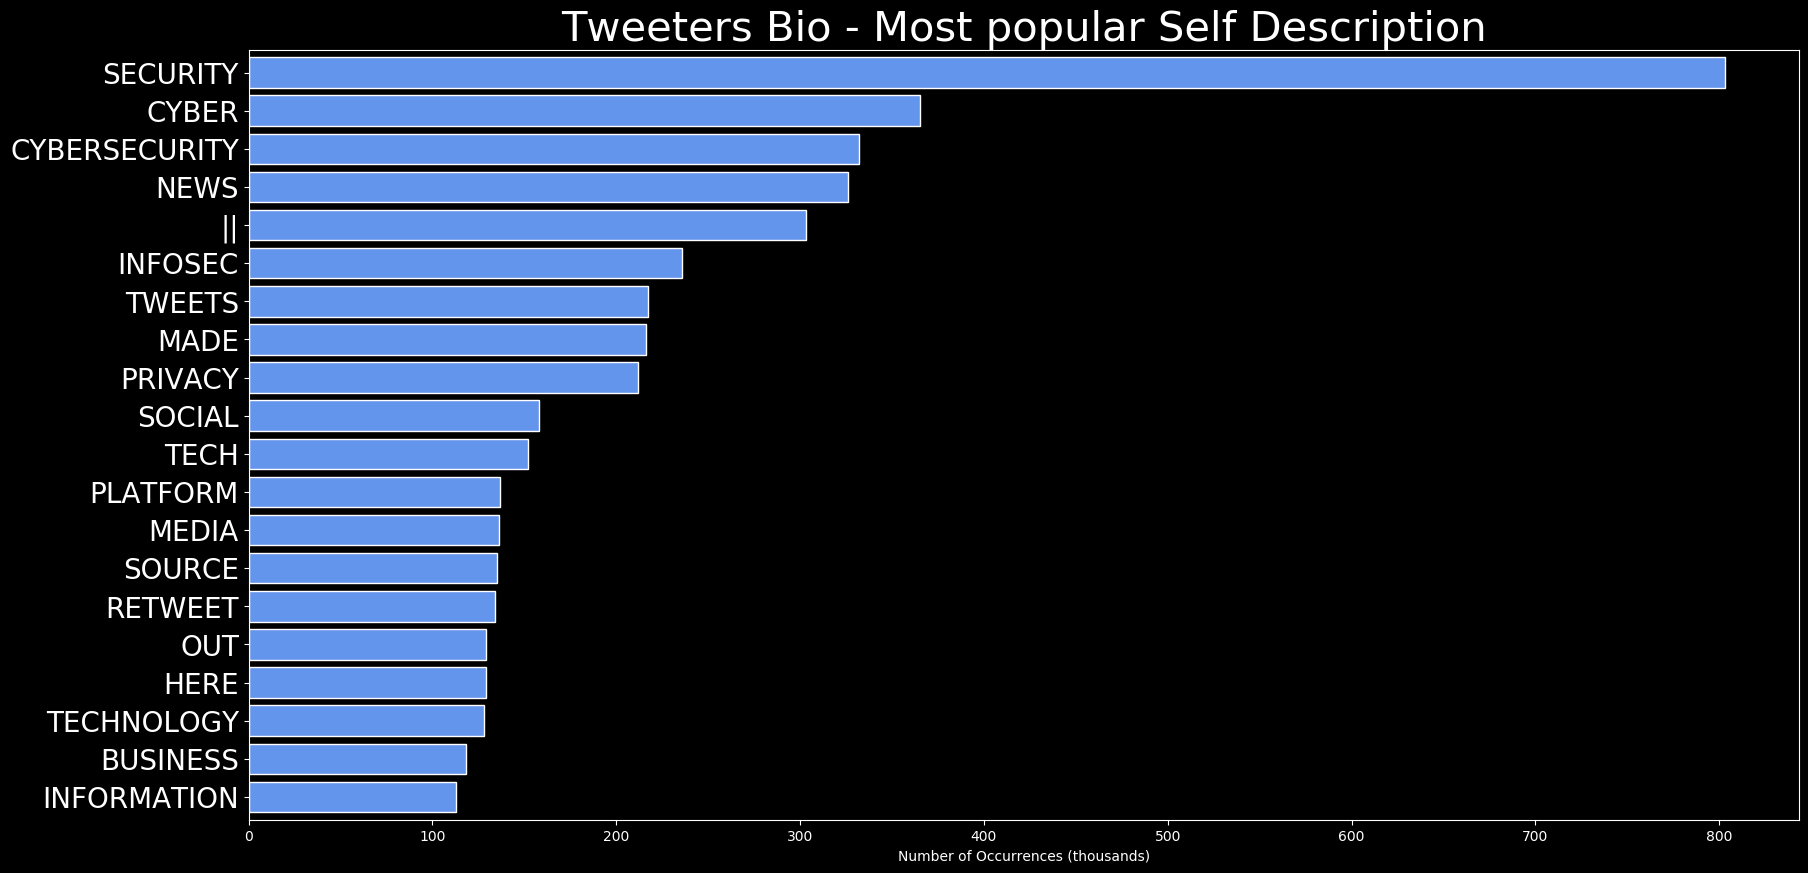 Tweeters Bio - Most popular Self Description
SECURITY
CYBER
CYBERSECURITY
NEWS
||
INFOSEC
TWEETS
MADE
PRIVACY
SOCIAL
TECH
PLATFORM
MEDIA
SOURCE
RETWEET
OUT
HERE
TECHNOLOGY
BUSINESS
INFORMATION
0 100 200 300 400 500 600 700 800
Number of Occurrences (thousands)